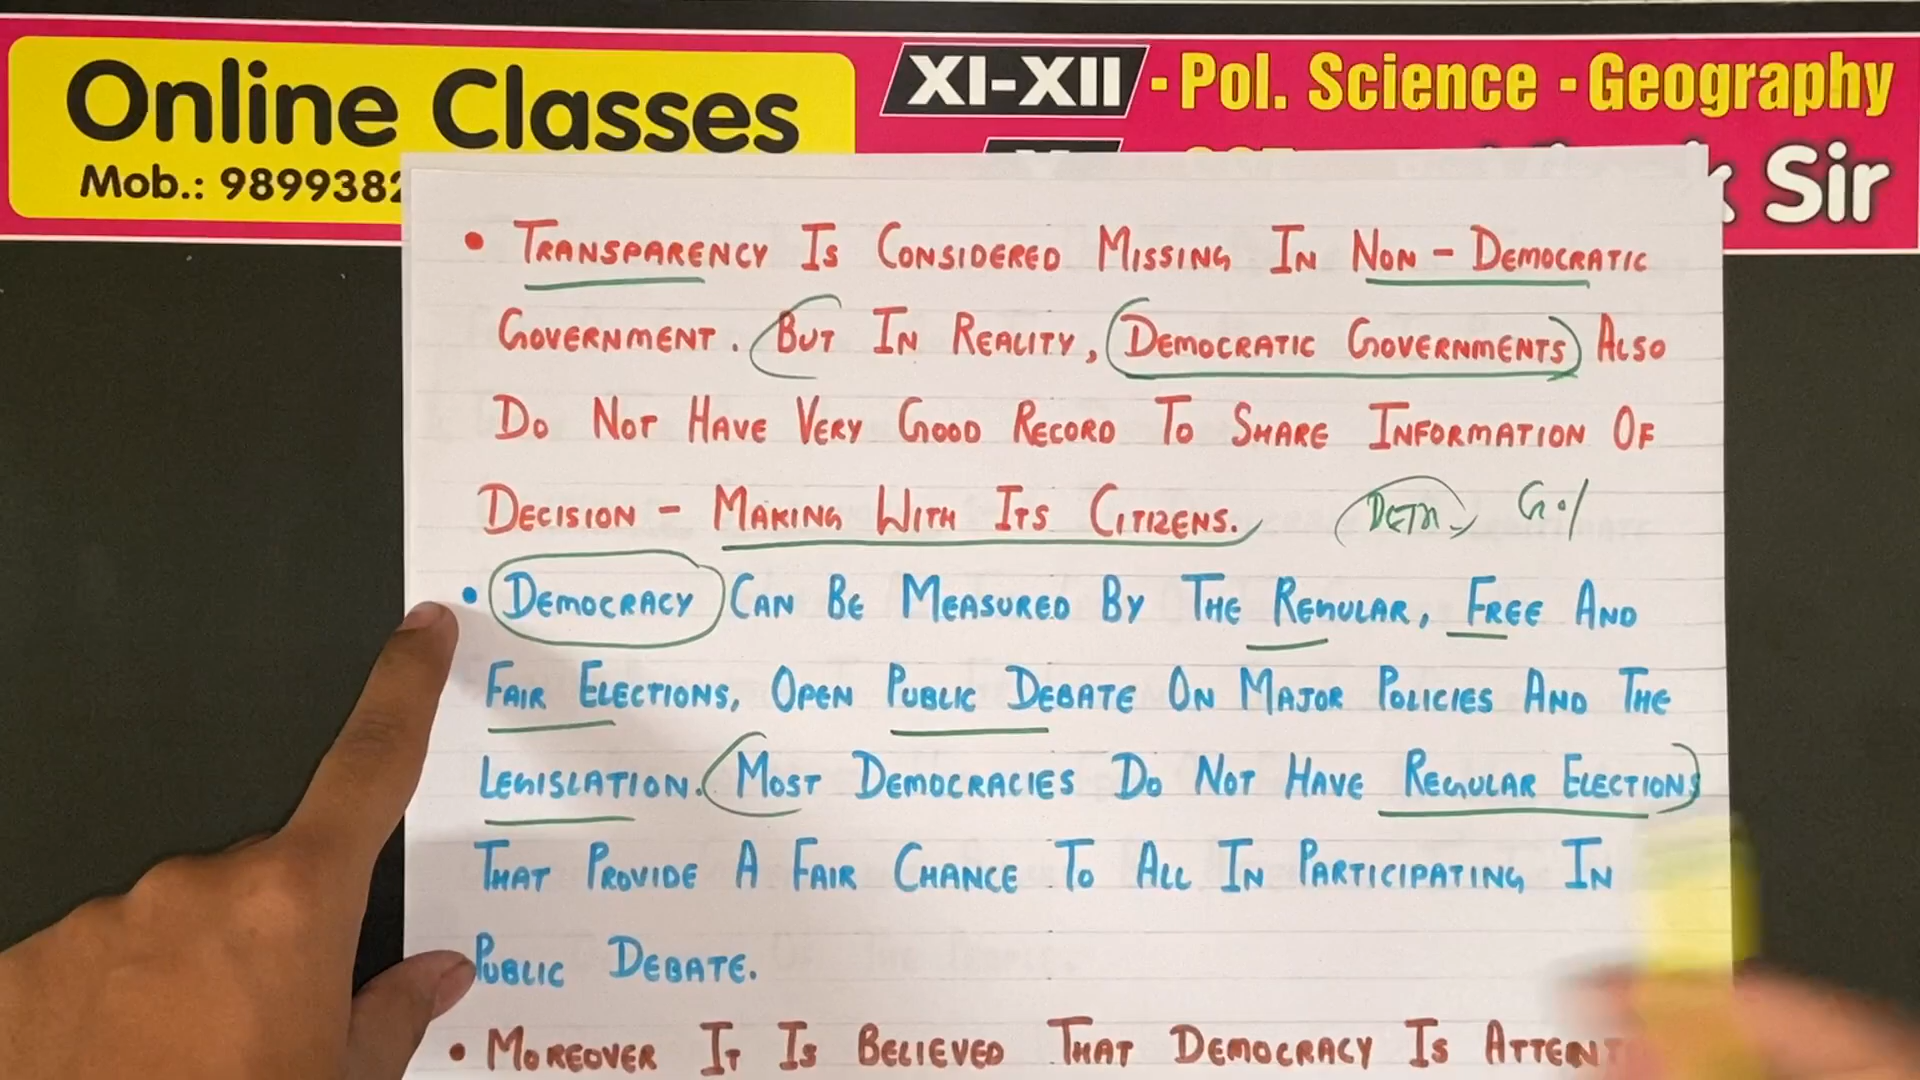 Online Classes
Mob.: 989938
XI-XII - Pol. Science - Geography
Sir
• TRANSPARENCY IS CONSIDERED MISSING IN NON - DEMOCRATIC
GOVERNMENT. BUT IN REALITY, DEMOCRATIC GOVERNMENTS ALSO
DO NOT HAVE VERY GOOD RECORD TO SHARE INFORMATION OF
DECISION - MAKING WITH ITS CITIZENS.
• DEMOCRACY CAN BE MEASURED BY THE REGULAR, FREE AND
FAIR ELECTIONS, OPEN PUBLIC DEBATE ON MAJOR POLICIES AND THE
LEGISLATION. MOST DEMOCRACIES DO NOT HAVE REGULAR ELECTIONS
THAT PROVIDE A FAIR CHANCE TO ALL IN PARTICIPATING IN
PUBLIC DEBATE.
• MOREOVER IT IS BELIEVED THAT DEMOCRACY IS ATTENT